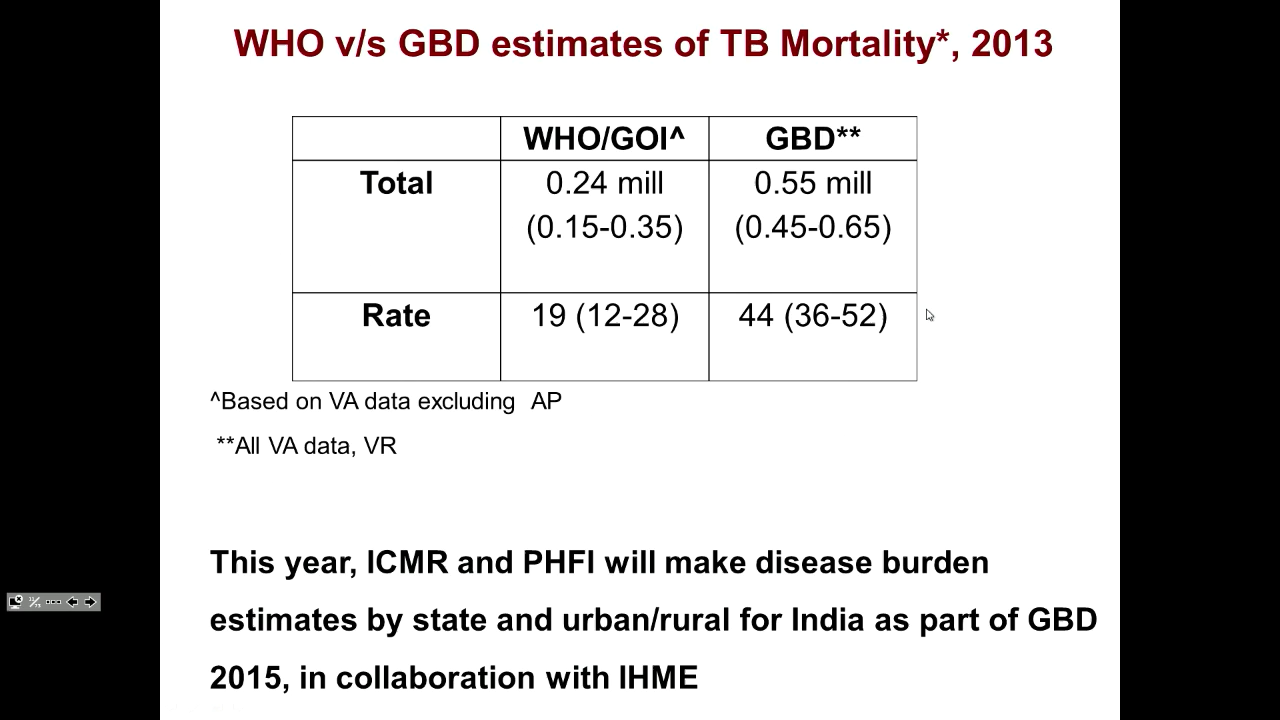 WHO v/s GBD estimates of TB Mortality*, 2013
WHO/GOI^ GBD**
Total 0.24 mill 0.55 mill
(0.15-0.35) (0.45-0.65)
Rate 19 (12-28) 44 (36-52)
^Based on VA data excluding AP
**All VA data, VR
This year, ICMR and PHFI will make disease burden
estimates by state and urban/rural for India as part of GBD
2015, in collaboration with IHME